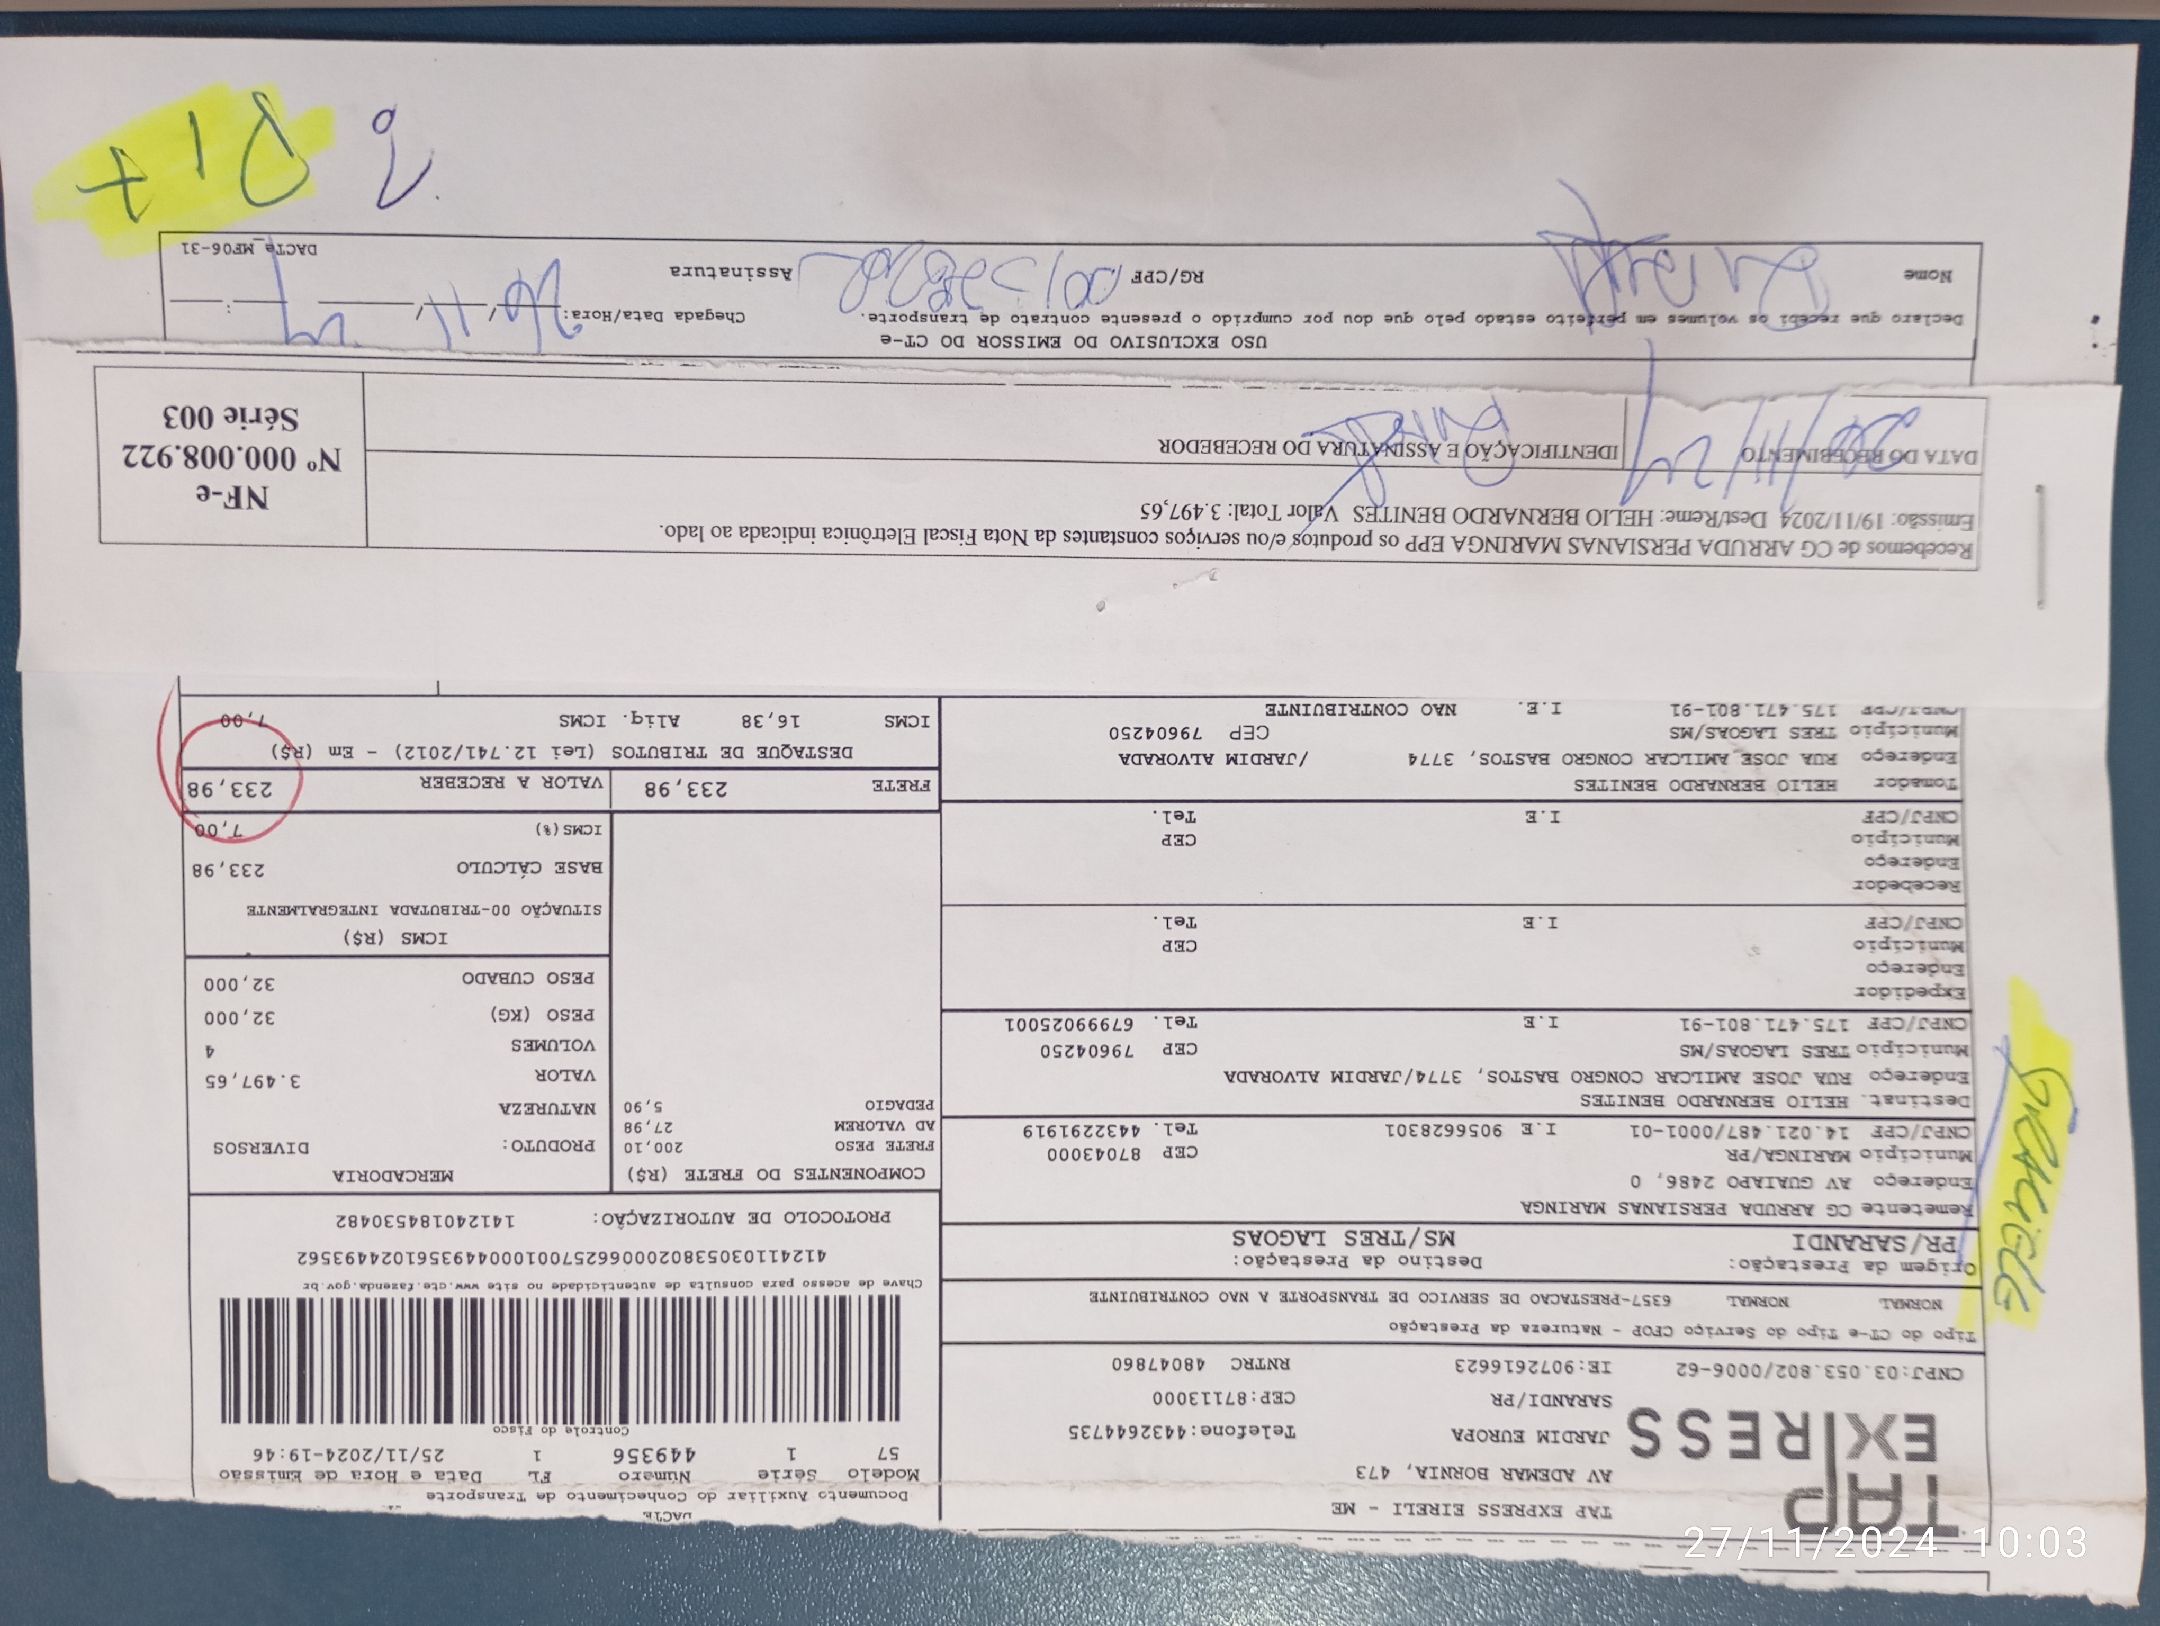 DACTE
TAP EXPRESS
TAP EXPRESS EIRELI - ME
AV ADEMAR BORNIA, 473
JARDIM EUROPA Telefone:4432644735
SARANDI/PR CEP:87113000
CNPJ:03.053.802/0006-62 IE:9072616623 RNTRC 48047860
Documento Auxiliar do Conhecimento de Transporte
Modelo Série Número FL Data e Hora de Emissão
57 1 449356 1 25/11/2024-19:46
Controle do Fisco
Chave de acesso para consulta de autenticidade no site www.cte.fazenda.gov.br
41241103053802000662570010004493561024493562
PROTOCOLO DE AUTORIZAÇÃO: 141240184530482
Tipo do CT-e Tipo do Serviço CFOP - Natureza da Prestação
NORMAL NORMAL 6357-PRESTACAO DE SERVICO DE TRANSPORTE A NAO CONTRIBUINTE
Origem da Prestação: Destino da Prestação:
PR/SARANDI MS/TRES LAGOAS
Remetente CG ARRUDA PERSIANAS MARINGA
Endereço AV GUAIAPO 2486, 0
Município MARINGA/PR CEP 87043000
CNPJ/CPF 14.021.487/0001-01 I.E 9056628301 Tel. 4432291919
Destinat. HELIO BERNARDO BENITES
Endereço RUA JOSE AMILCAR CONGRO BASTOS, 3774/JARDIM ALVORADA
Município TRES LAGOAS/MS CEP 79604250
CNPJ/CPF 175.471.801-91 I.E Tel. 67999025001
Expedidor
Endereço
Município CEP
CNPJ/CPF I.E Tel.
Recebedor
Endereço
Município CEP
CNPJ/CPF I.E Tel.
Tomador HELIO BERNARDO BENITES
Endereço RUA JOSE AMILCAR CONGRO BASTOS, 3774 /JARDIM ALVORADA
Município TRES LAGOAS/MS CEP 79604250
CNPJ/CPF 175.471.801-91 I.E. NAO CONTRIBUINTE
COMPONENTES DO FRETE (R$)
FRETE PESO 200,10
AD VALOREM 27,98
PEDAGIO 5,90
MERCADORIA
PRODUTO: DIVERSOS
NATUREZA
VALOR 3.497,65
VOLUMES 4
PESO (KG) 32,000
PESO CUBADO 32,000
ICMS (R$)
SITUAÇÃO 00-TRIBUTADA INTEGRALMENTE
BASE CÁLCULO 233,98
ICMS(%) 7,00
FRETE 233,98 VALOR A RECEBER 233,98
DESTAQUE DE TRIBUTOS (Lei 12.741/2012) - Em (R$)
ICMS 16,38 Aliq. ICMS 7,00
Recebemos de CG ARRUDA PERSIANAS MARINGA EPP os produtos e/ou serviços constantes da Nota Fiscal Eletrônica indicada ao lado.
Emissão: 19/11/2024 Dest/Reme: HELIO BERNARDO BENITES Valor Total: 3.497,65
DATA DO RECEBIMENTO IDENTIFICAÇÃO E ASSINATURA DO RECEBEDOR
NF-e
Nº 000.008.922
Série 003
USO EXCLUSIVO DO EMISSOR DO CT-e
Declaro que recebi os volumes em perfeito estado pelo que dou por cumprido o presente contrato de transporte.
Chegada Data/Hora: 26/11/24
Nome RG/CPF Assinatura
DACTe_MF06-31
27/11/2024 10:03